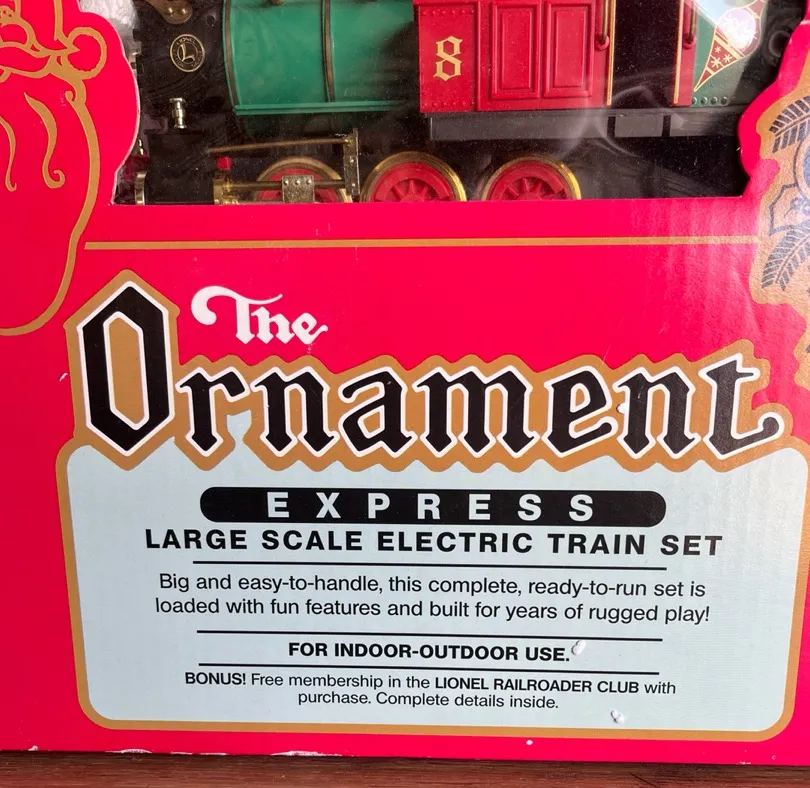 L
8
The
Ornament
EXPRESS
LARGE SCALE ELECTRIC TRAIN SET
Big and easy-to-handle, this complete, ready-to-run set is
loaded with fun features and built for years of rugged play!
FOR INDOOR-OUTDOOR USE.
BONUS! Free membership in the LIONEL RAILROADER CLUB with
purchase. Complete details inside.